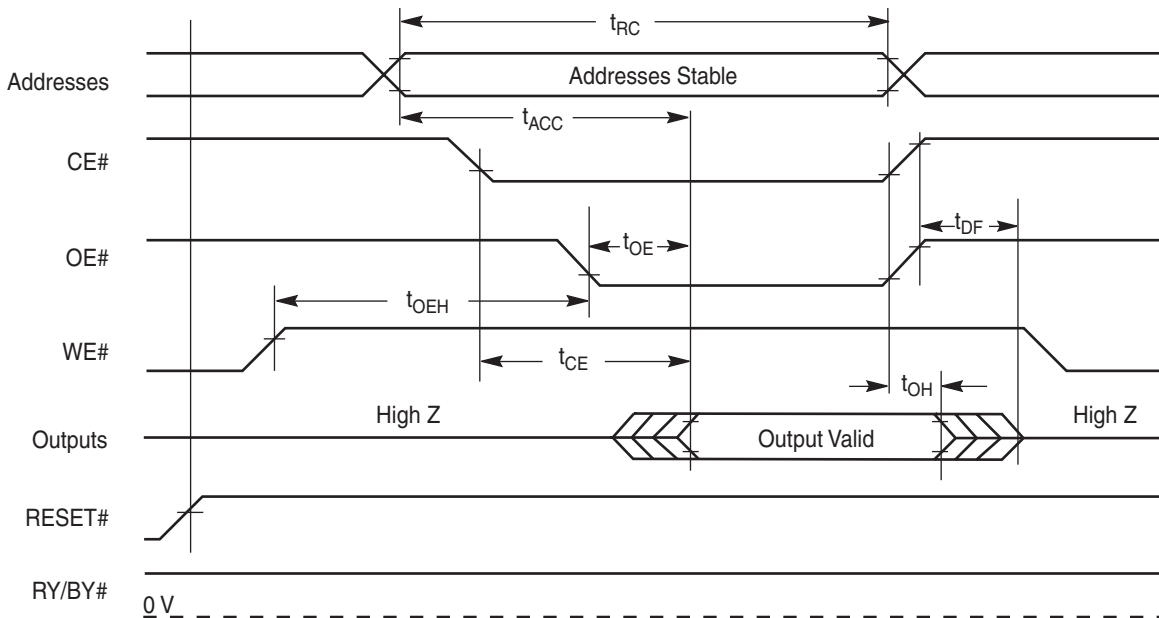 tRC
Addresses
Addresses Stable
tACC
CE#
tDF
OE#
tOE
tOEH
WE#
tCE
tOH
High Z
High Z
Outputs
Output Valid
RESET#
RY/BY#
0 V